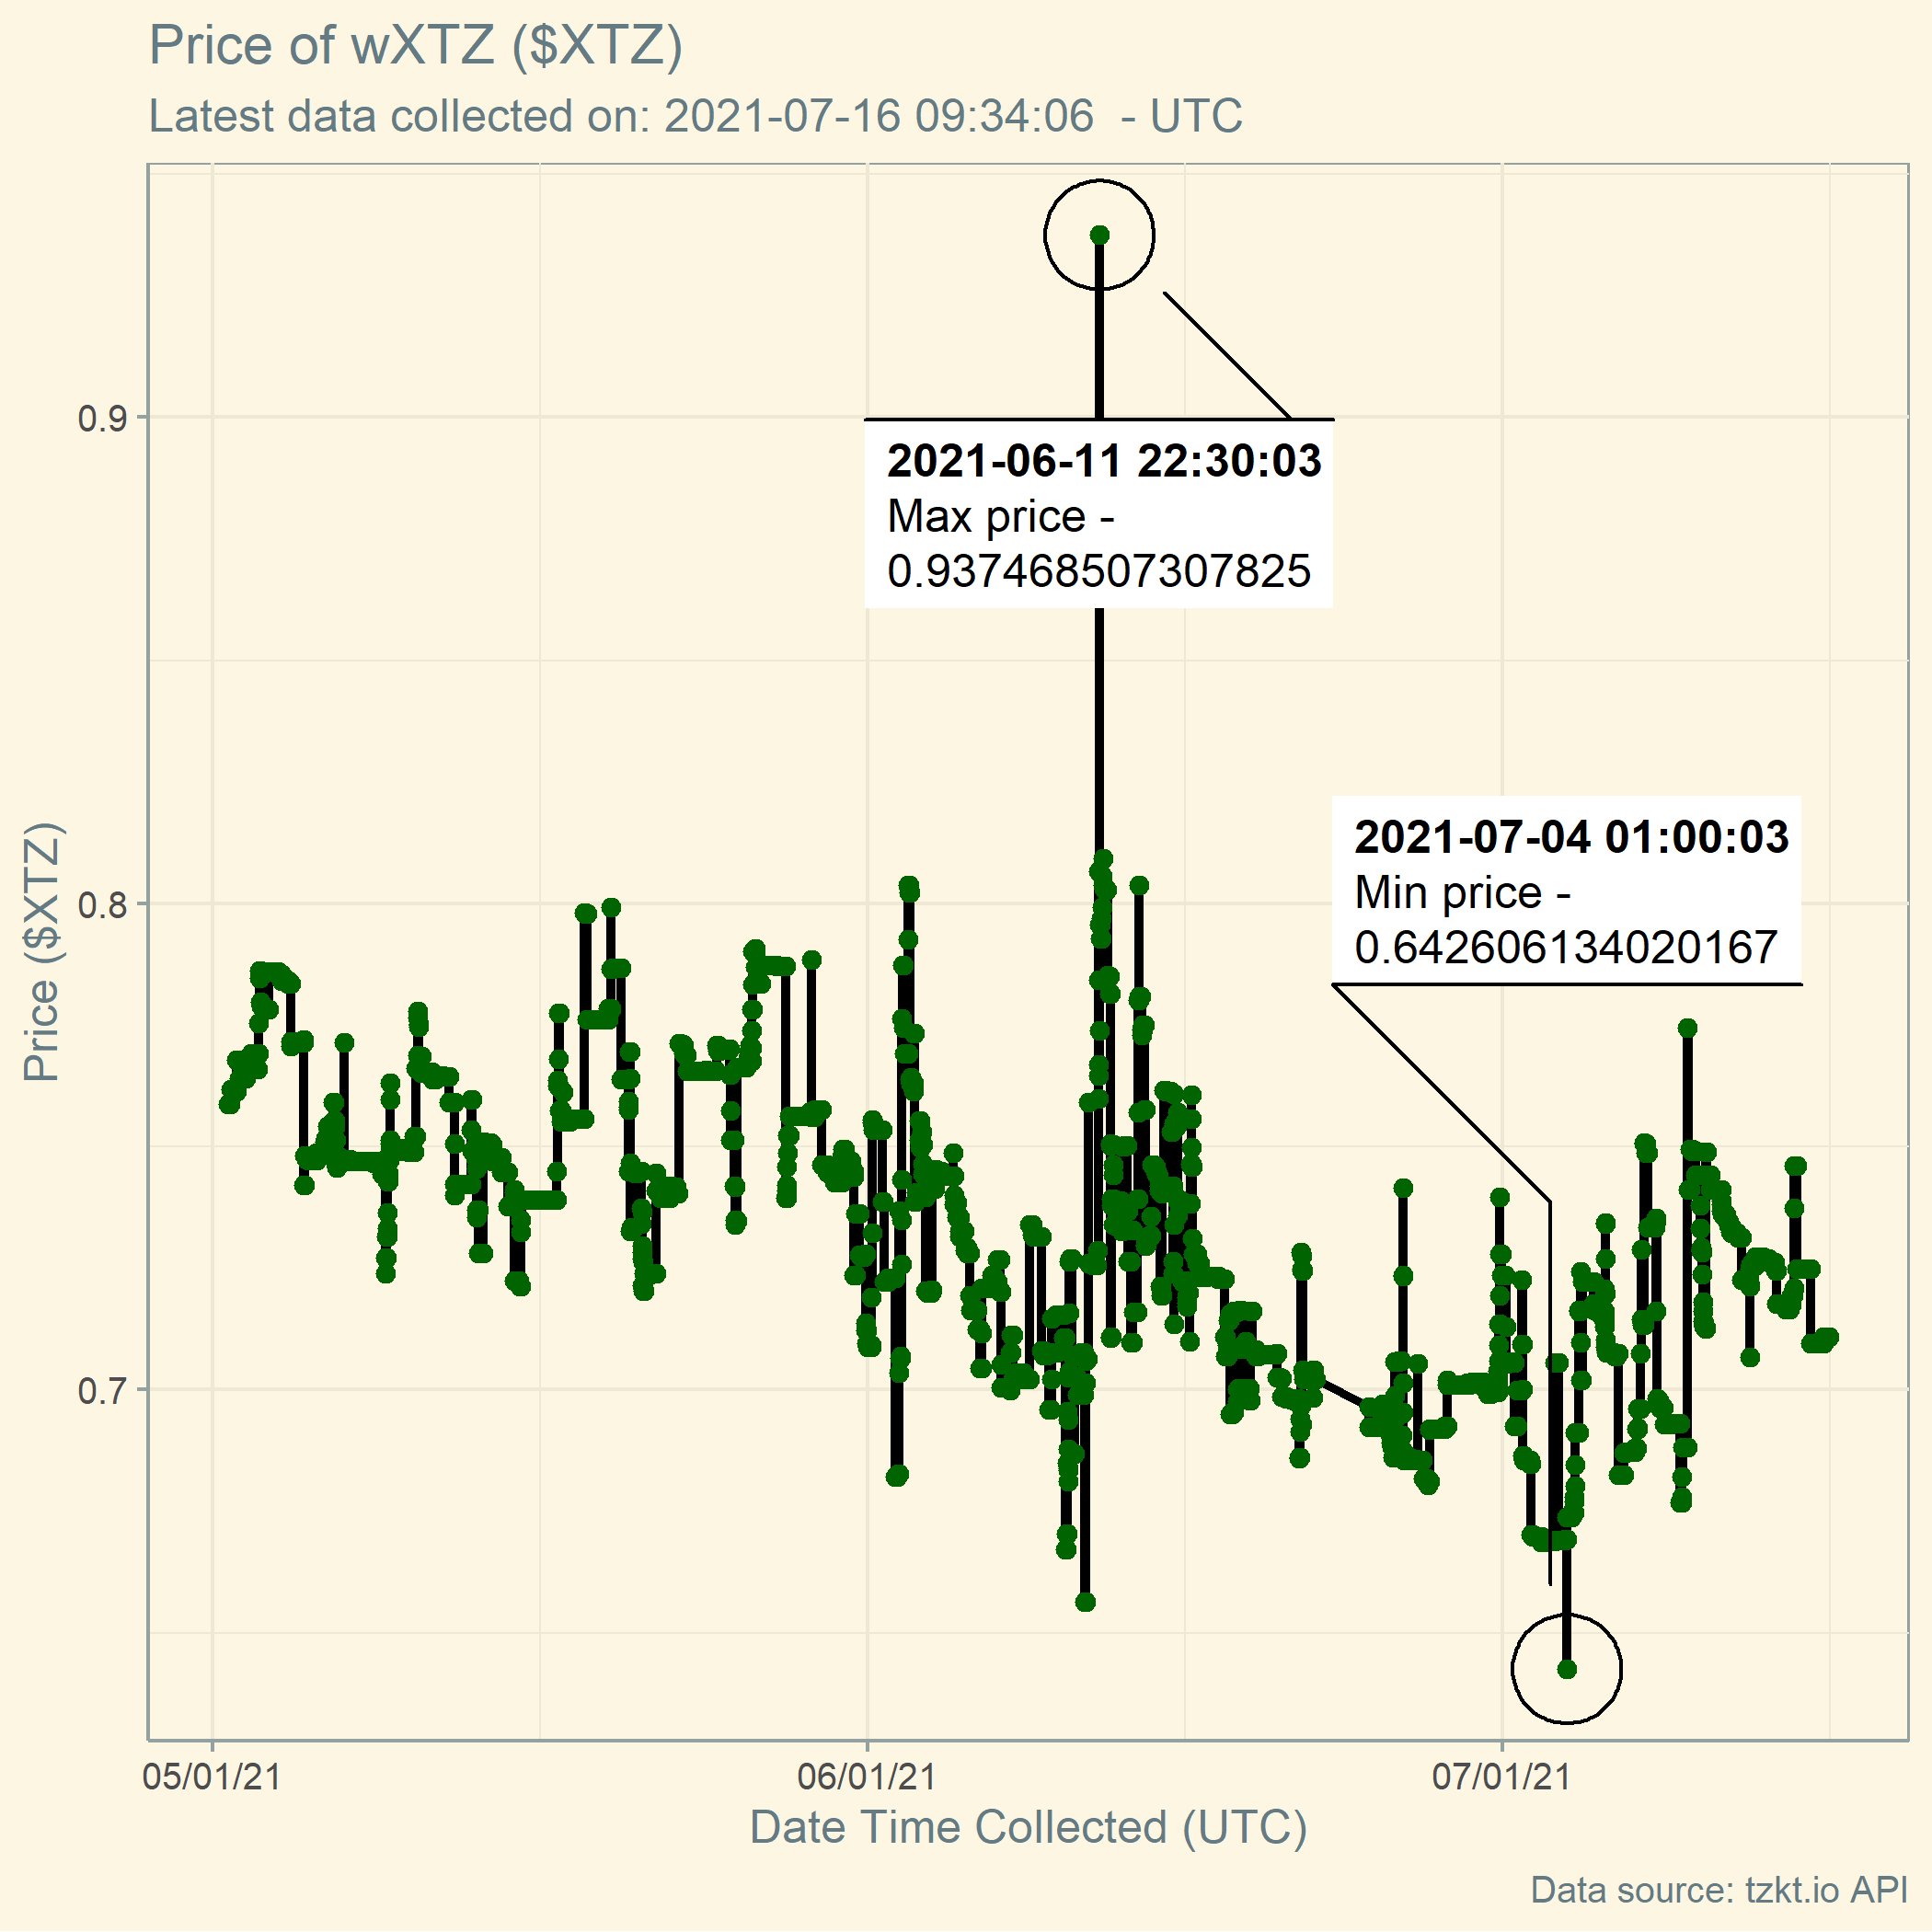 Price of wXTZ ($XTZ)
Latest data collected on: 2021-07-16 09:34:06  - UTC
Price ($XTZ)
0.9
0.8
0.7
2021-06-11 22:30:03
Max price -
0.937468507307825
2021-07-04 01:00:03
Min price -
0.642606134020167
05/01/21
06/01/21
07/01/21
Date Time Collected (UTC)
Data source: tzkt.io API